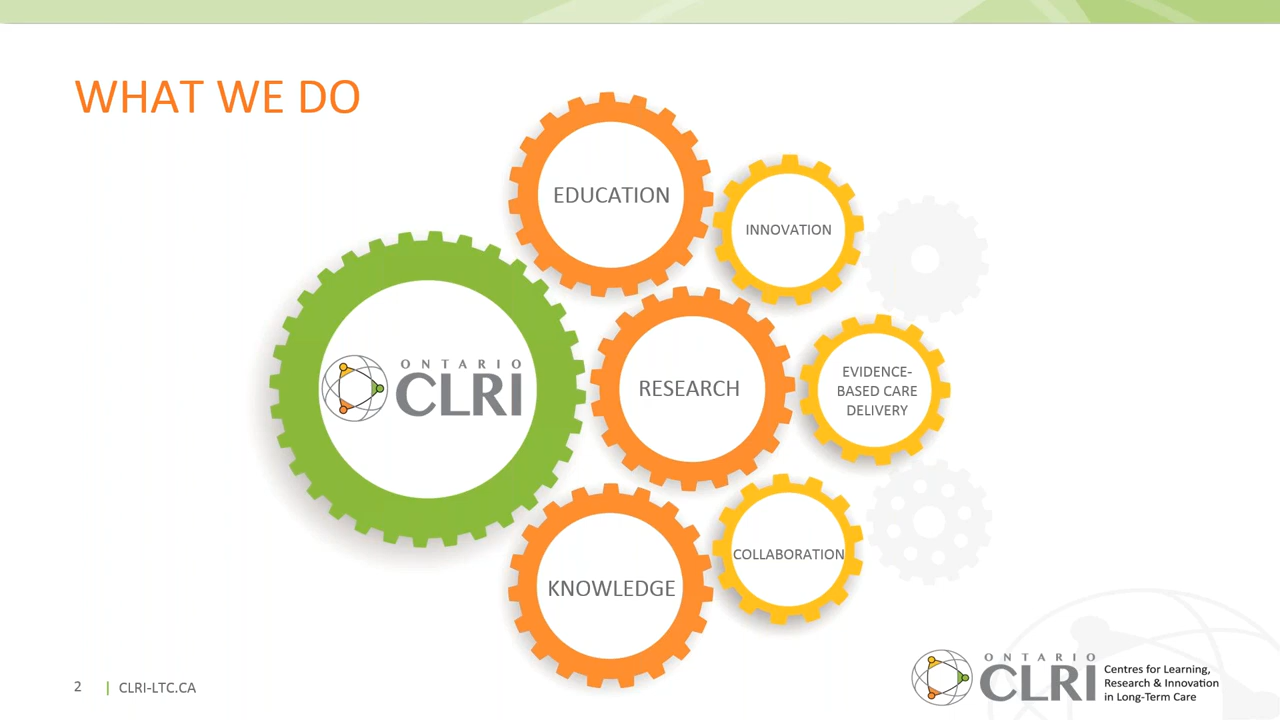 WHAT WE DO
EDUCATION
INNOVATION
ONTARIO
CLRI
RESEARCH
EVIDENCE-
BASED CARE
DELIVERY
KNOWLEDGE
COLLABORATION
2 | CLRI-LTC.CA
ONTARIO
CLRI
Centres for Learning,
Research & Innovation
in Long-Term Care